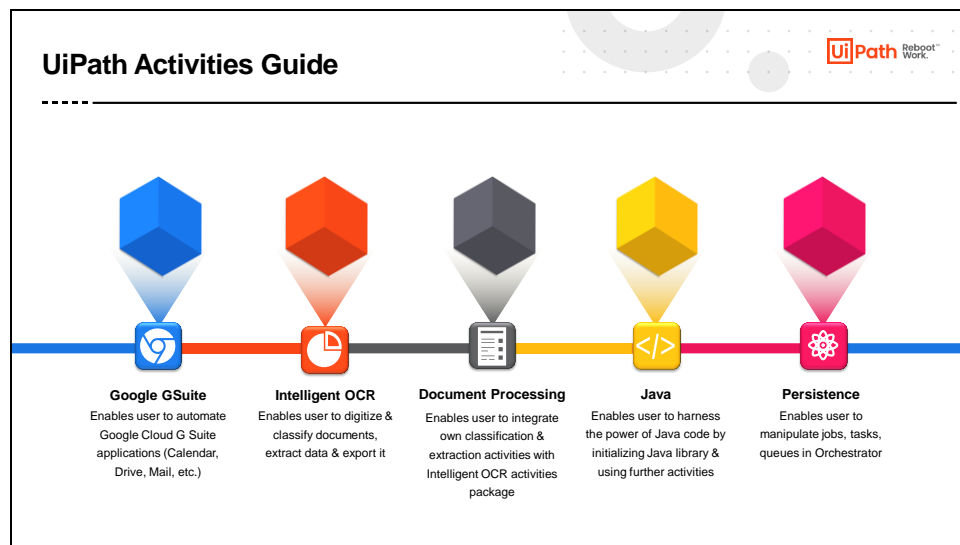 UiPath Activities Guide
UiPath Reboot™
Work.
</>
Google GSuite
Enables user to automate
Google Cloud G Suite
applications (Calendar,
Drive, Mail, etc.)
Intelligent OCR
Enables user to digitize &
classify documents,
extract data & export it
Document Processing
Enables user to integrate
own classification &
extraction activities with
Intelligent OCR activities
package
Java
Enables user to harness
the power of Java code by
initializing Java library &
using further activities
Persistence
Enables user to
manipulate jobs, tasks,
queues in Orchestrator